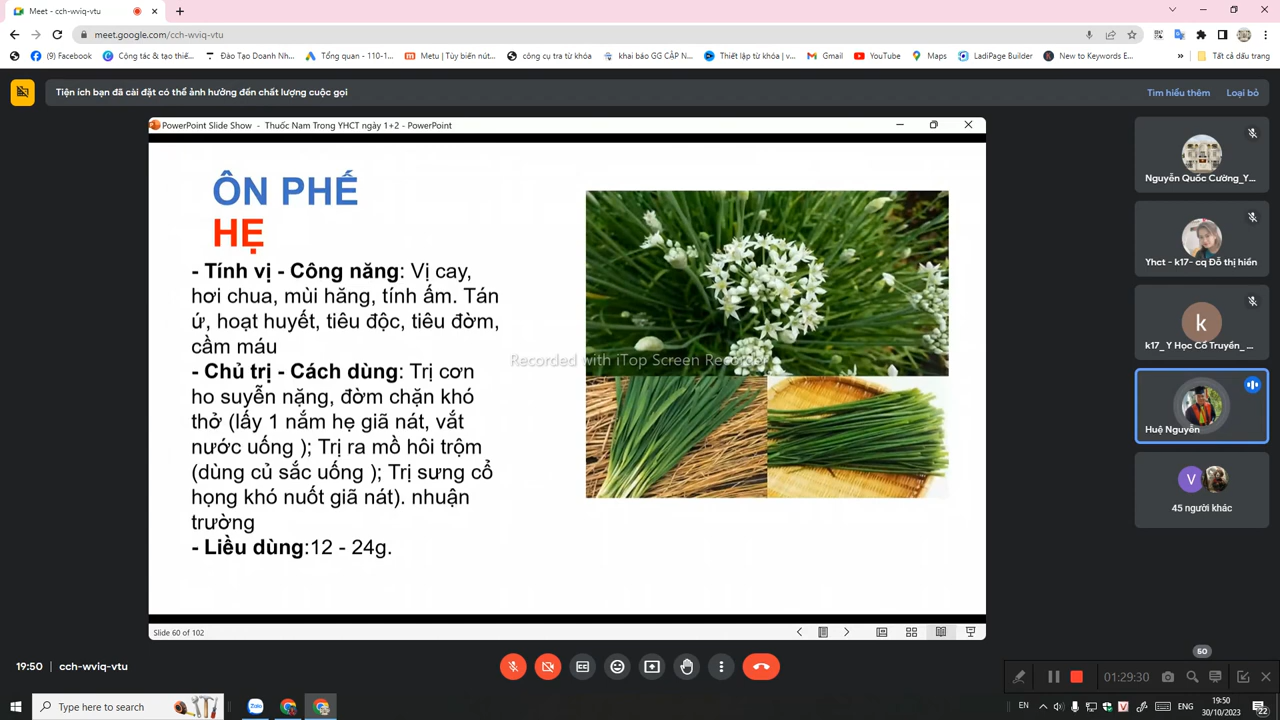 Meet - cch-wviq-vtu
meet.google.com/cch-wviq-vtu
(8) Facebook
Công tác & tạo thiế...
Đào Tạo Doanh Nh...
Tổng quan - 110-1...
Metu | Tùy biến nút...
công cụ tra từ khóa
khai báo GG CẬP N...
Thiết lập từ khóa | v...
Gmail
YouTube
Maps
LadiPage Builder
New to Keywords E...
Tất cả dấu trang
Tiện ích bạn đã cài đặt có thể ảnh hưởng đến chất lượng cuộc gọi
Tìm hiểu thêm
Loại bỏ
PowerPoint Slide Show - Thuốc Nam Trong YHCT ngày 1+2 - PowerPoint
ÔN PHẾ
HẸ
- Tính vị - Công năng: Vị cay,
hơi chua, mùi hăng, tính ấm. Tán
ứ, hoạt huyết, tiêu độc, tiêu đờm,
cầm máu
- Chủ trị - Cách dùng: Trị cơn
ho suyễn nặng, đờm chặn khó
thở (lấy 1 nắm hẹ giã nát, vắt
nước uống ); Trị ra mồ hôi trộm
(dùng củ sắc uống ); Trị sưng cổ
họng khó nuốt giã nát). nhuận
trường
- Liều dùng:12 - 24g.
Recorded with iTop Screen Recorder
Slide 60 of 102
Nguyễn Quốc Cường_Y...
Yhct - k17- cq Đỗ thị hiền
k
k17_Y Học Cổ Truyền_...
Huệ Nguyễn
V
45 người khác
19:50
cch-wviq-vtu
60
01:29:30
Type here to search
Zalo
EN
V
ENG
19:50
30/10/2023
22